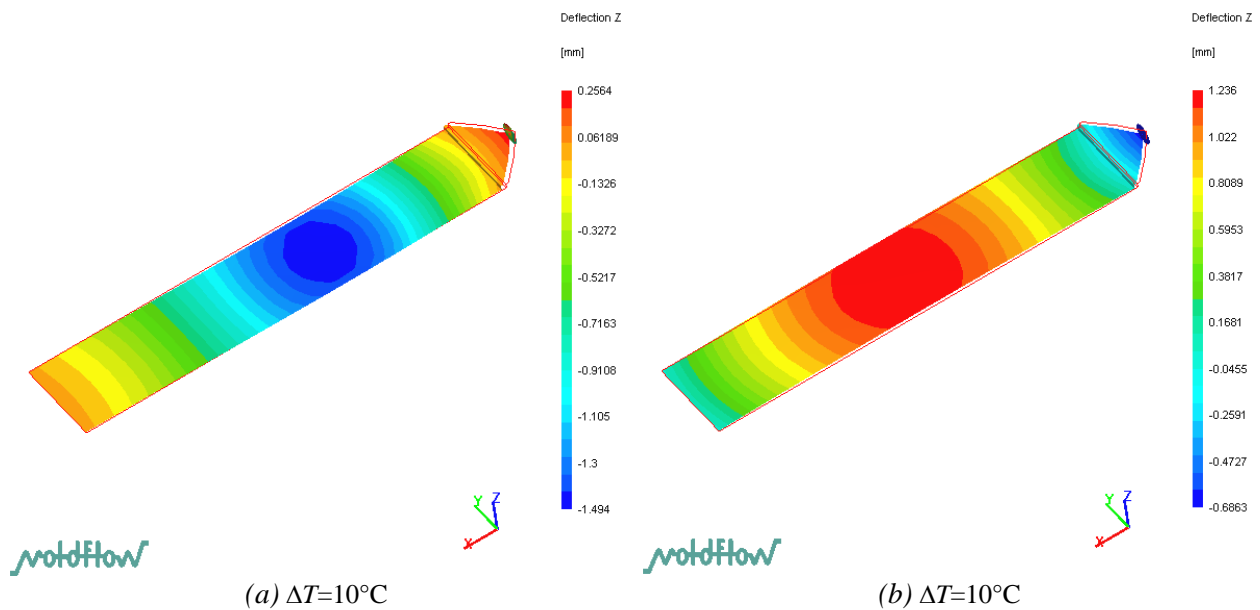 Deflection Z
[mm]
0.2564
0.06189
-0.1326
-0.3272
-0.5217
-0.7163
-0.9108
-1.105
-1.3
-1.494
Y
Z
X
moldflow
(a) ΔT=10°C
Deflection Z
[mm]
1.236
1.022
0.8089
0.5953
0.3817
0.1681
-0.0455
-0.2591
-0.4727
-0.6863
Y
Z
X
moldflow
(b) ΔT=10°C